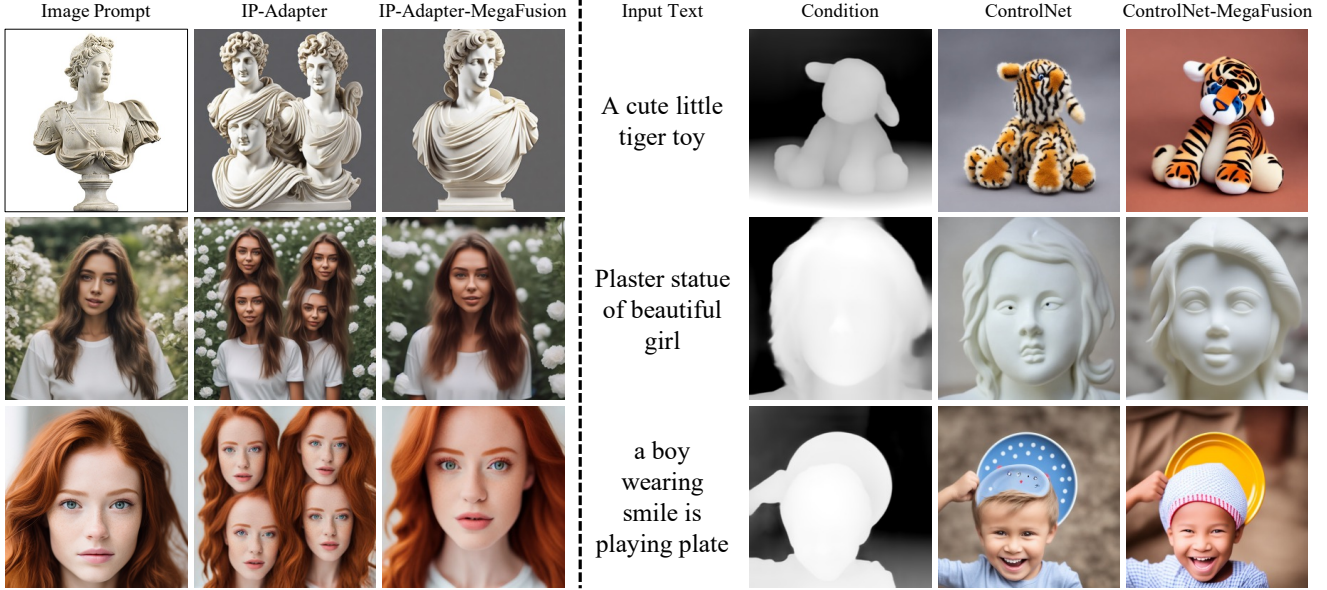 Image Prompt
IP-Adapter
IP-Adapter-MegaFusion
Input Text
Condition
ControlNet
ControlNet-MegaFusion
A cute little
tiger toy
Plaster statue
of beautiful
girl
a boy
wearing
smile is
playing plate